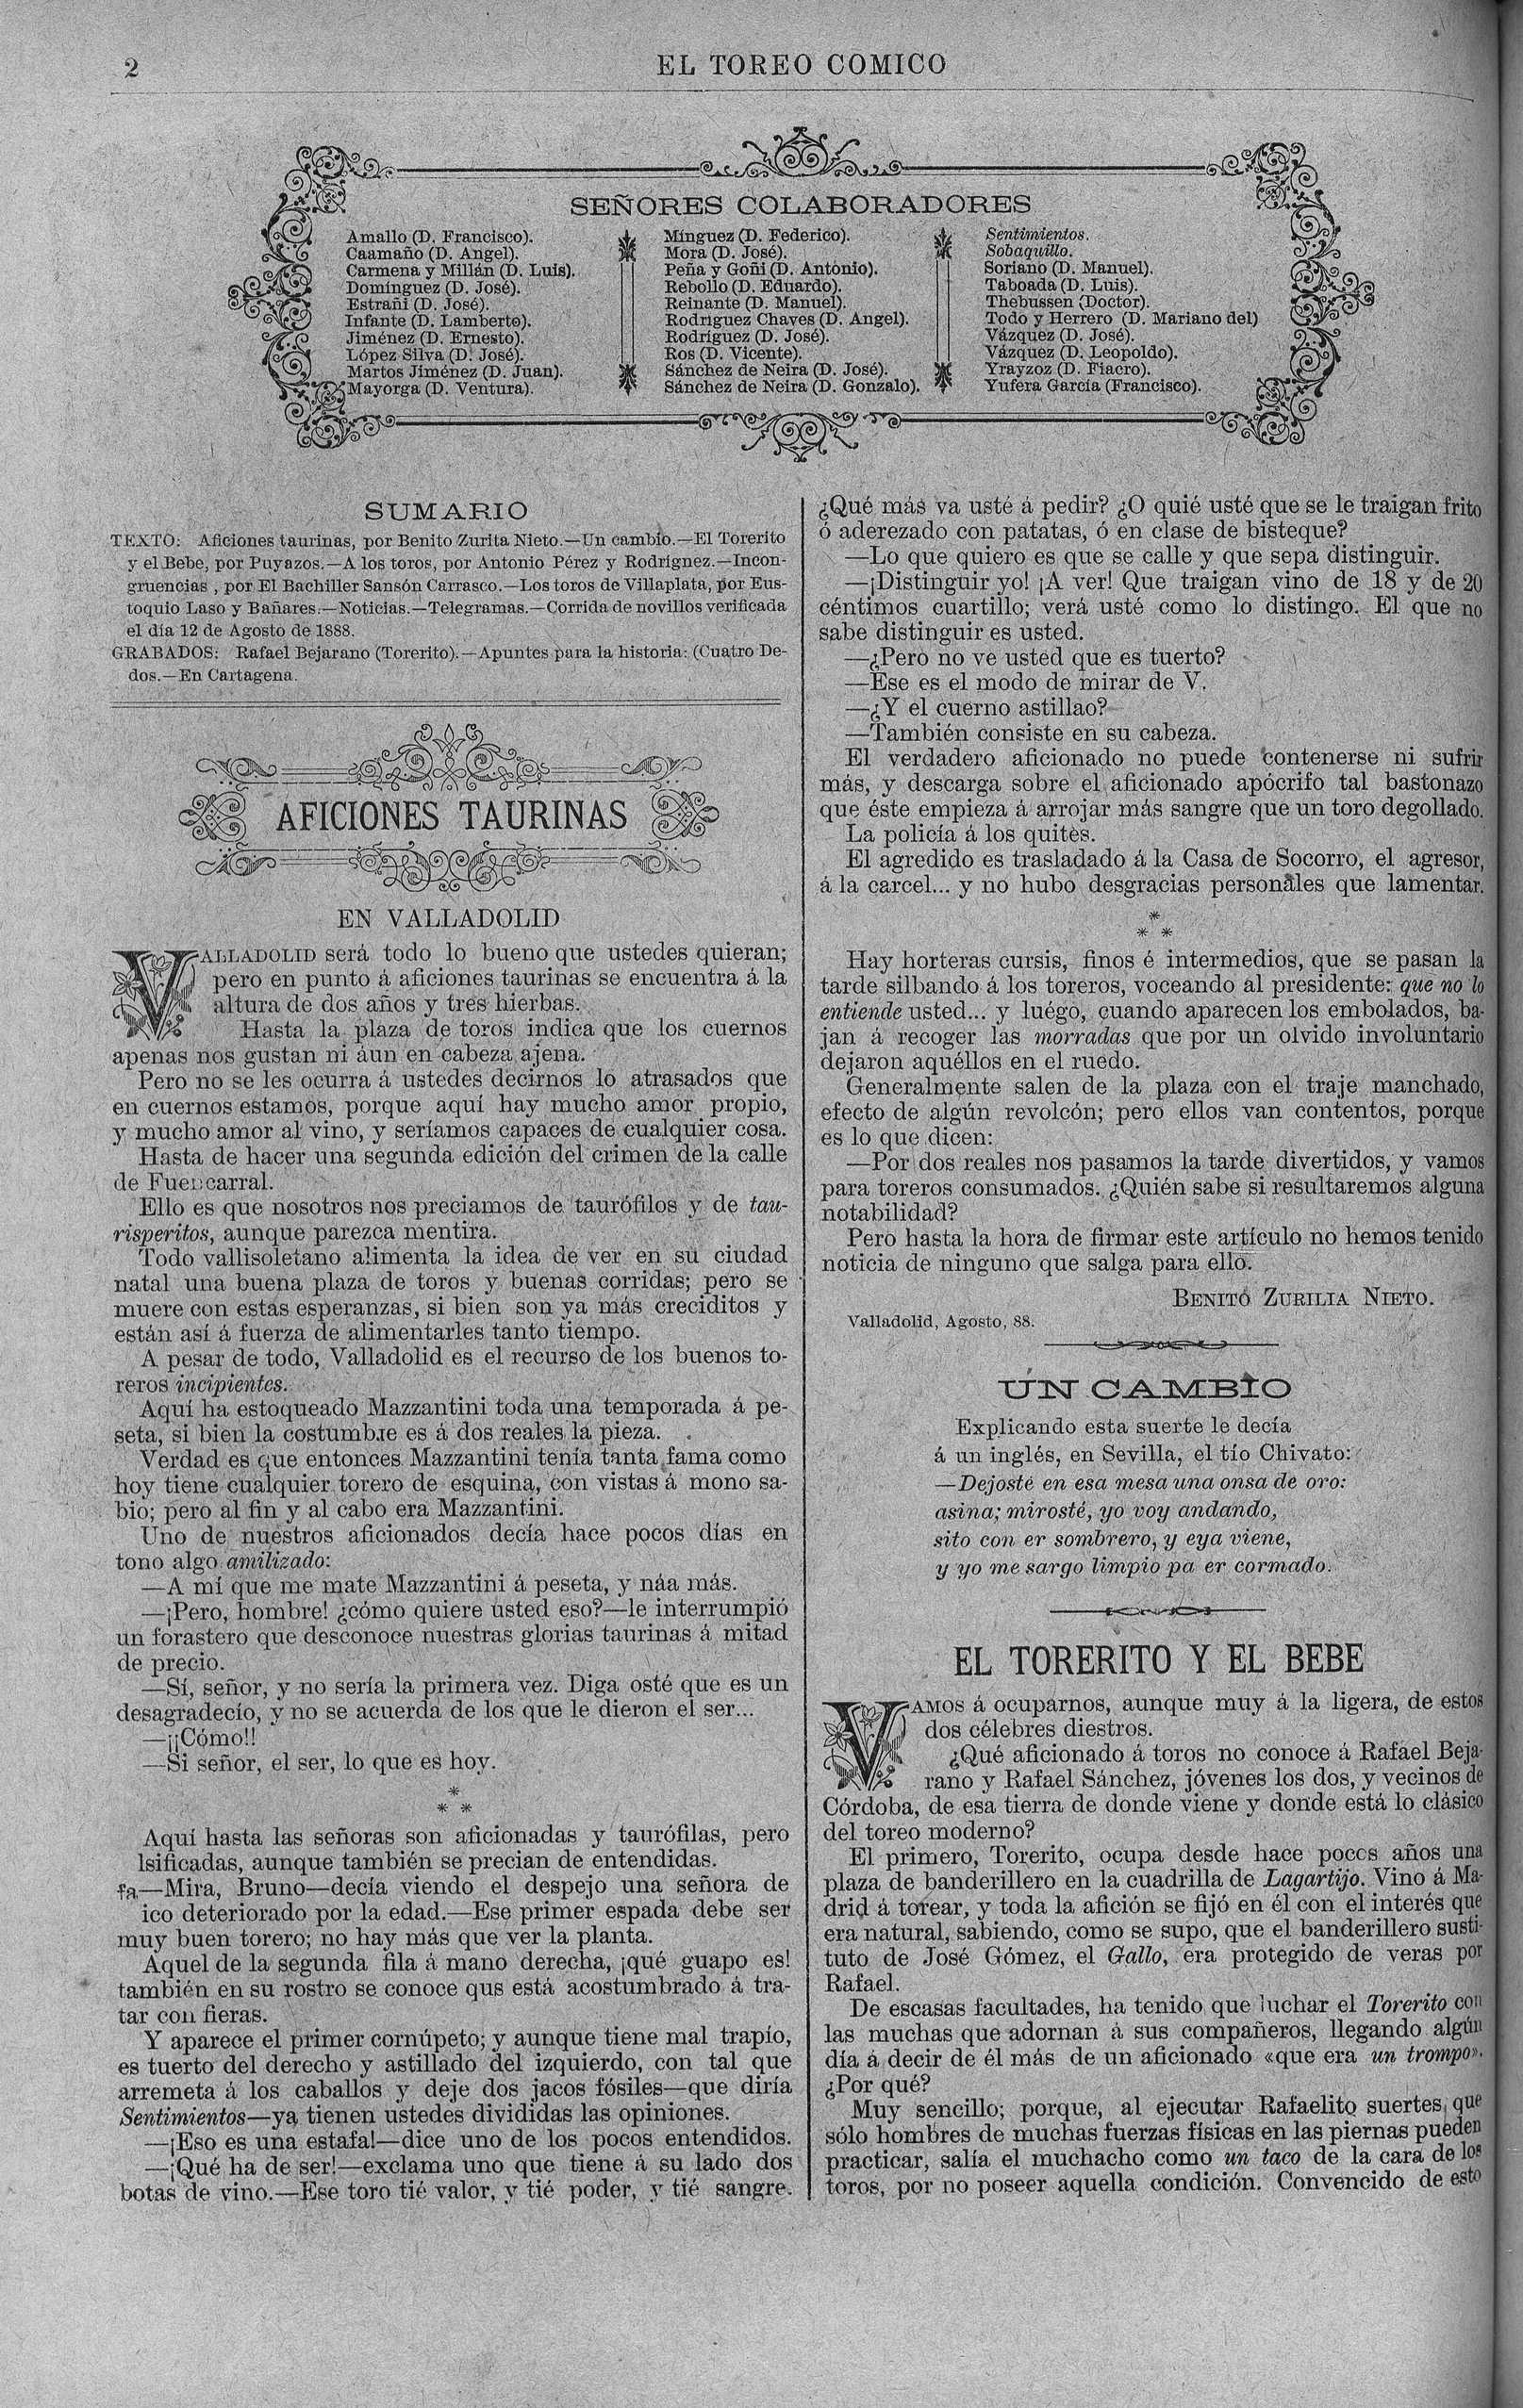 2
EL TOREO COMICO
SEÑORES COLABORADORES
Amallo (D. Francisco).
Caamaño (D. Angel).
Carmena y Millán (D. Luis).
Domínguez (D. José).
Estrañi (D. José).
Infante (D. Lamberto).
Jiménez (D. Ernesto).
López Silva (D. José).
Martos Jiménez (D. Juan).
Mayorga (D. Ventura).
Mínguez (D. Federico).
Mora (D. José).
Peña y Goñi (D. Antonio).
Rebollo (D. Eduardo).
Reinante (D. Manuel).
Rodríguez Chaves (D. Angel).
Rodríguez (D. José).
Ros (D. Vicente).
Sánchez de Neira (D. José).
Sánchez de Neira (D. Gonzalo).
Sentimientos.
Sobaquillo.
Soriano (D. Manuel).
Taboada (D. Luis).
Thebussen (Doctor).
Todo y Herrero (D. Mariano del)
Vázquez (D. José).
Vázquez (D. Leopoldo).
Yrayzoz (D. Fiacro).
Yufera García (Francisco).
SUMARIO
TEXTO: Aficiones taurinas, por Benito Zurita Nieto.—Un cambio.—El Torerito
y el Bebe, por Puyazos.—A los toros, por Antonio Pérez y Rodrígnez.—Incon-
gruencias , por El Bachiller Sansón Carrasco.—Los toros de Villaplata, por Eus-
toquio Laso y Bañares.—Noticias.—Telegramas.—Corrida de novillos verificada
el día 12 de Agosto de 1888.
GRABADOS: Rafael Bejarano (Torerito).—Apuntes para la historia: (Cuatro De-
dos.—En Cartagena.
AFICIONES TAURINAS
EN VALLADOLID
VALLADOLID será todo lo bueno que ustedes quieran;
pero en punto á aficiones taurinas se encuentra á la
altura de dos años y tres hierbas.
Hasta la plaza de toros indica que los cuernos
apenas nos gustan ni áun en cabeza ajena.
Pero no se les ocurra á ustedes decirnos lo atrasados que
en cuernos estamos, porque aquí hay mucho amor propio,
y mucho amor al vino, y seríamos capaces de cualquier cosa.
Hasta de hacer una segunda edición del crimen de la calle
de Fuencarral.
Ello es que nosotros nos preciamos de taurófilos y de tau-
risperitos, aunque parezca mentira.
Todo vallisoletano alimenta la idea de ver en su ciudad
natal una buena plaza de toros y buenas corridas; pero se
muere con estas esperanzas, si bien son ya más creciditos y
están así á fuerza de alimentarles tanto tiempo.
A pesar de todo, Valladolid es el recurso de los buenos to-
reros incipientes.
Aquí ha estoqueado Mazzantini toda una temporada á pe-
seta, si bien la costumbre es á dos reales la pieza.
Verdad es que entonces Mazzantini tenía tanta fama como
hoy tiene cualquier torero de esquina, con vistas á mono sa-
bio; pero al fin y al cabo era Mazzantini.
Uno de nuestros aficionados decía hace pocos días en
tono algo amilizado:
—A mí que me mate Mazzantini á peseta, y náa más.
—¡Pero, hombre! ¿cómo quiere usted eso?—le interrumpió
un forastero que desconoce nuestras glorias taurinas á mitad
de precio.
—Sí, señor, y no sería la primera vez. Diga osté que es un
desagradecío, y no se acuerda de los que le dieron el ser...
—¡¡Cómo!!
—Si señor, el ser, lo que es hoy.
*
* *
Aquí hasta las señoras son aficionadas y taurófilas, pero
lsificadas, aunque también se precian de entendidas.
fa—Mira, Bruno—decía viendo el despejo una señora de
ico deteriorado por la edad.—Ese primer espada debe ser
muy buen torero; no hay más que ver la planta.
Aquel de la segunda fila á mano derecha, ¡qué guapo es!
también en su rostro se conoce qus está acostumbrado á tra-
tar con fieras.
Y aparece el primer cornúpeto; y aunque tiene mal trapío,
es tuerto del derecho y astillado del izquierdo, con tal que
arremeta á los caballos y deje dos jacos fósiles—que diría
Sentimientos—ya tienen ustedes divididas las opiniones.
—¡Eso es una estafa!—dice uno de los pocos entendidos.
—¡Qué ha de ser!—exclama uno que tiene á su lado dos
botas de vino.—Ese toro tié valor, y tié poder, y tié sangre.
¿Qué más va usté á pedir? ¿O quié usté que se le traigan frito
ó aderezado con patatas, ó en clase de bisteque?
—Lo que quiero es que se calle y que sepa distinguir.
—¡Distinguir yo! ¡A ver! Que traigan vino de 18 y de 20
céntimos cuartillo; verá usté como lo distingo. El que no
sabe distinguir es usted.
—¿Pero no ve usted que es tuerto?
—Ese es el modo de mirar de V.
—¿Y el cuerno astillao?
—También consiste en su cabeza.
El verdadero aficionado no puede contenerse ni sufrir
más, y descarga sobre el aficionado apócrifo tal bastonazo
que éste empieza á arrojar más sangre que un toro degollado.
La policía á los quites.
El agredido es trasladado á la Casa de Socorro, el agresor,
á la carcel... y no hubo desgracias personales que lamentar.
*
* *
Hay horteras cursis, finos é intermedios, que se pasan la
tarde silbando á los toreros, voceando al presidente: que no lo
entiende usted... y luégo, cuando aparecen los embolados, ba-
jan á recoger las morradas que por un olvido involuntario
dejaron aquéllos en el ruedo.
Generalmente salen de la plaza con el traje manchado,
efecto de algún revolcón; pero ellos van contentos, porque
es lo que dicen:
—Por dos reales nos pasamos la tarde divertidos, y vamos
para toreros consumados. ¿Quién sabe si resultaremos alguna
notabilidad?
Pero hasta la hora de firmar este artículo no hemos tenido
noticia de ninguno que salga para ello.
BENITO ZURILIA NIETO.
Valladolid, Agosto, 88.
UN CAMBIO
Explicando esta suerte le decía
á un inglés, en Sevilla, el tío Chivato:
—Dejosté en esa mesa una onsa de oro:
asina; mirosté, yo voy andando,
sito con er sombrero, y eya viene,
y yo me sargo limpio pa er cormado.
EL TORERITO Y EL BEBE
VAMOS á ocuparnos, aunque muy á la ligera, de estos
dos célebres diestros.
¿Qué aficionado á toros no conoce á Rafael Beja-
rano y Rafael Sánchez, jóvenes los dos, y vecinos de
Córdoba, de esa tierra de donde viene y donde está lo clásico
del toreo moderno?
El primero, Torerito, ocupa desde hace pocos años una
plaza de banderillero en la cuadrilla de Lagartijo. Vino á Ma-
drid á torear, y toda la afición se fijó en él con el interés que
era natural, sabiendo, como se supo, que el banderillero susti-
tuto de José Gómez, el Gallo, era protegido de veras por
Rafael.
De escasas facultades, ha tenido que luchar el Torerito con
las muchas que adornan á sus compañeros, llegando algún
día á decir de él más de un aficionado «que era un trompo».
¿Por qué?
Muy sencillo; porque, al ejecutar Rafaelito suertes que
sólo hombres de muchas fuerzas físicas en las piernas pueden
practicar, salía el muchacho como un taco de la cara de los
toros, por no poseer aquella condición. Convencido de esto